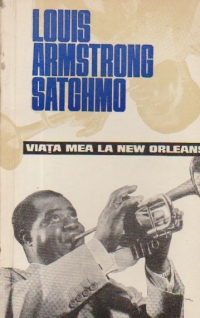 LOUIS
ARMSTRONG
SATCHMO
VIAȚA MEA LA NEW ORLEANS